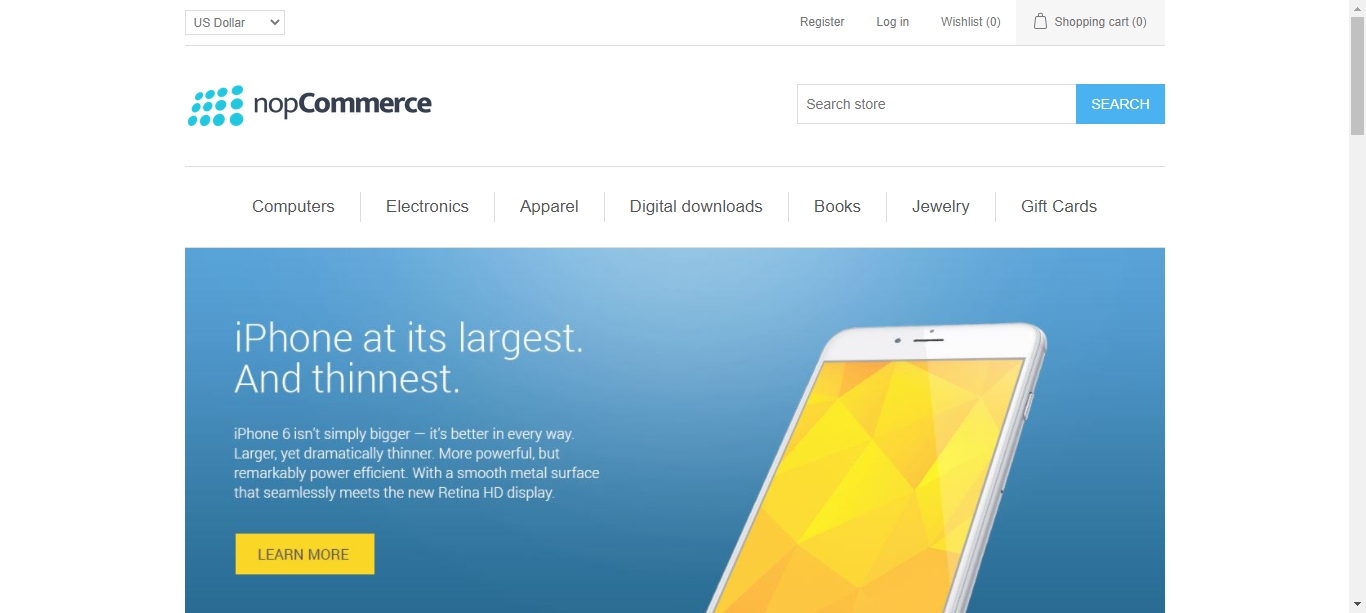 US Dollar
Register
Log in
Wishlist (0)
Shopping cart (0)
nopCommerce
Search store
SEARCH
Computers
Electronics
Apparel
Digital downloads
Books
Jewelry
Gift Cards
iPhone at its largest.
And thinnest.
iPhone 6 isn't simply bigger — it's better in every way.
Larger, yet dramatically thinner. More powerful, but
remarkably power efficient. With a smooth metal surface
that seamlessly meets the new Retina HD display.
LEARN MORE